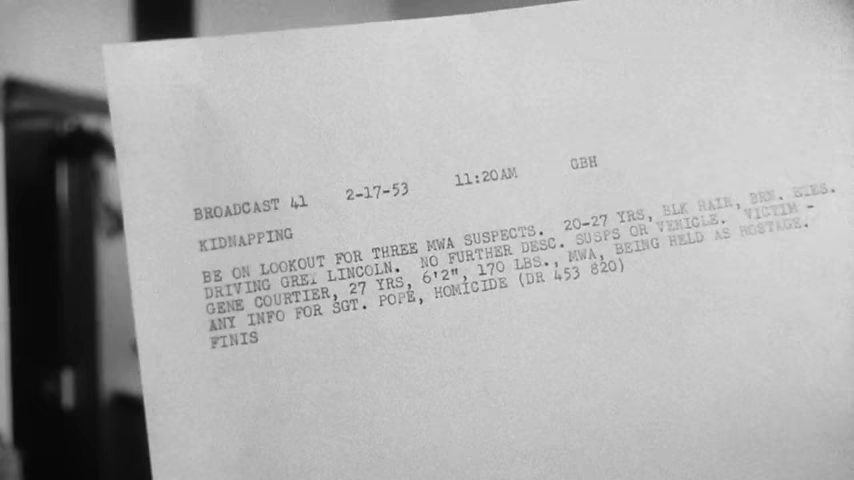 BROADCAST 41 2-17-53 11:20AM GBH
KIDNAPPING
BE ON LOOKOUT FOR THREE MWA SUSPECTS. 20-27 YRS, BLK HAIR, BRN. EYES.
DRIVING GREY LINCOLN. NO FURTHER DESC. SUSPS OR VEHICLE. VICTIM -
GENE COURTIER, 27 YRS, 6'2", 170 LBS., MWA, BEING HELD AS HOSTAGE.
ANY INFO FOR SGT. POPE, HOMICIDE (DR 453 820)
FINIS